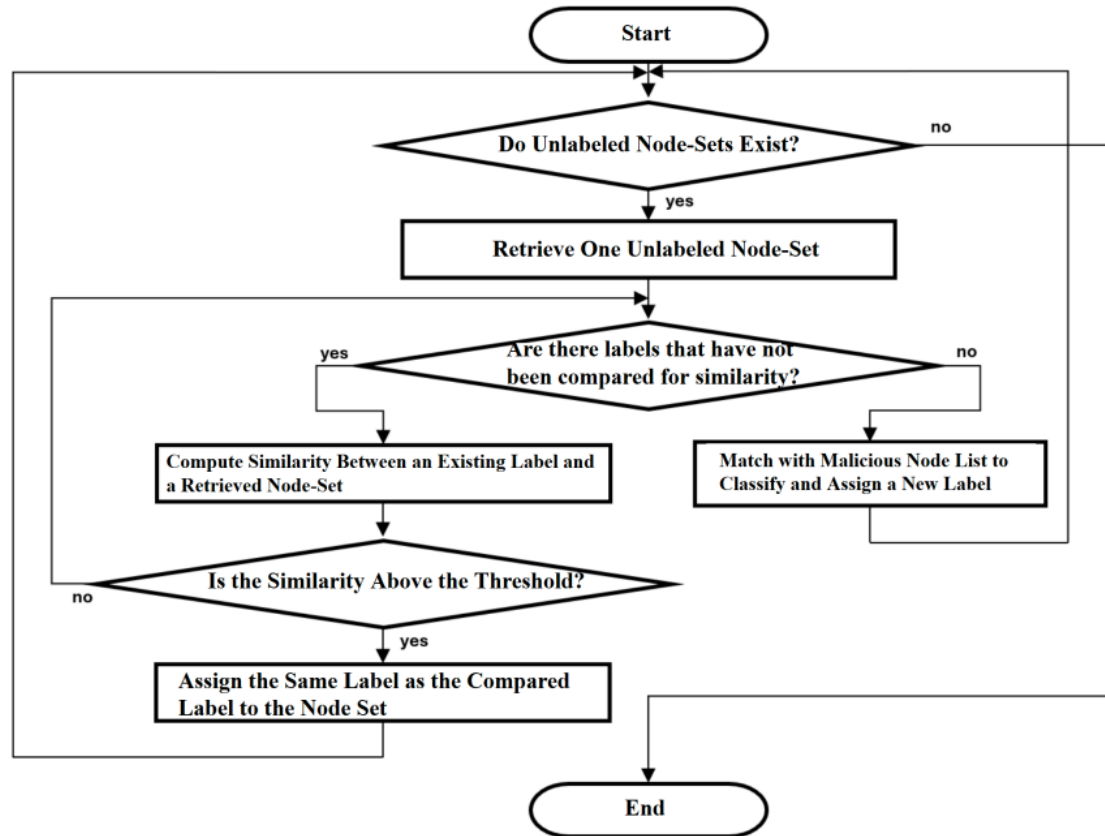 Start
Do Unlabeled Node-Sets Exist?
no
yes
Retrieve One Unlabeled Node-Set
Are there labels that have not
been compared for similarity?
yes
no
Compute Similarity Between an Existing Label and
a Retrieved Node-Set
Match with Malicious Node List to
Classify and Assign a New Label
Is the Similarity Above the Threshold?
no
yes
Assign the Same Label as the Compared
Label to the Node Set
End